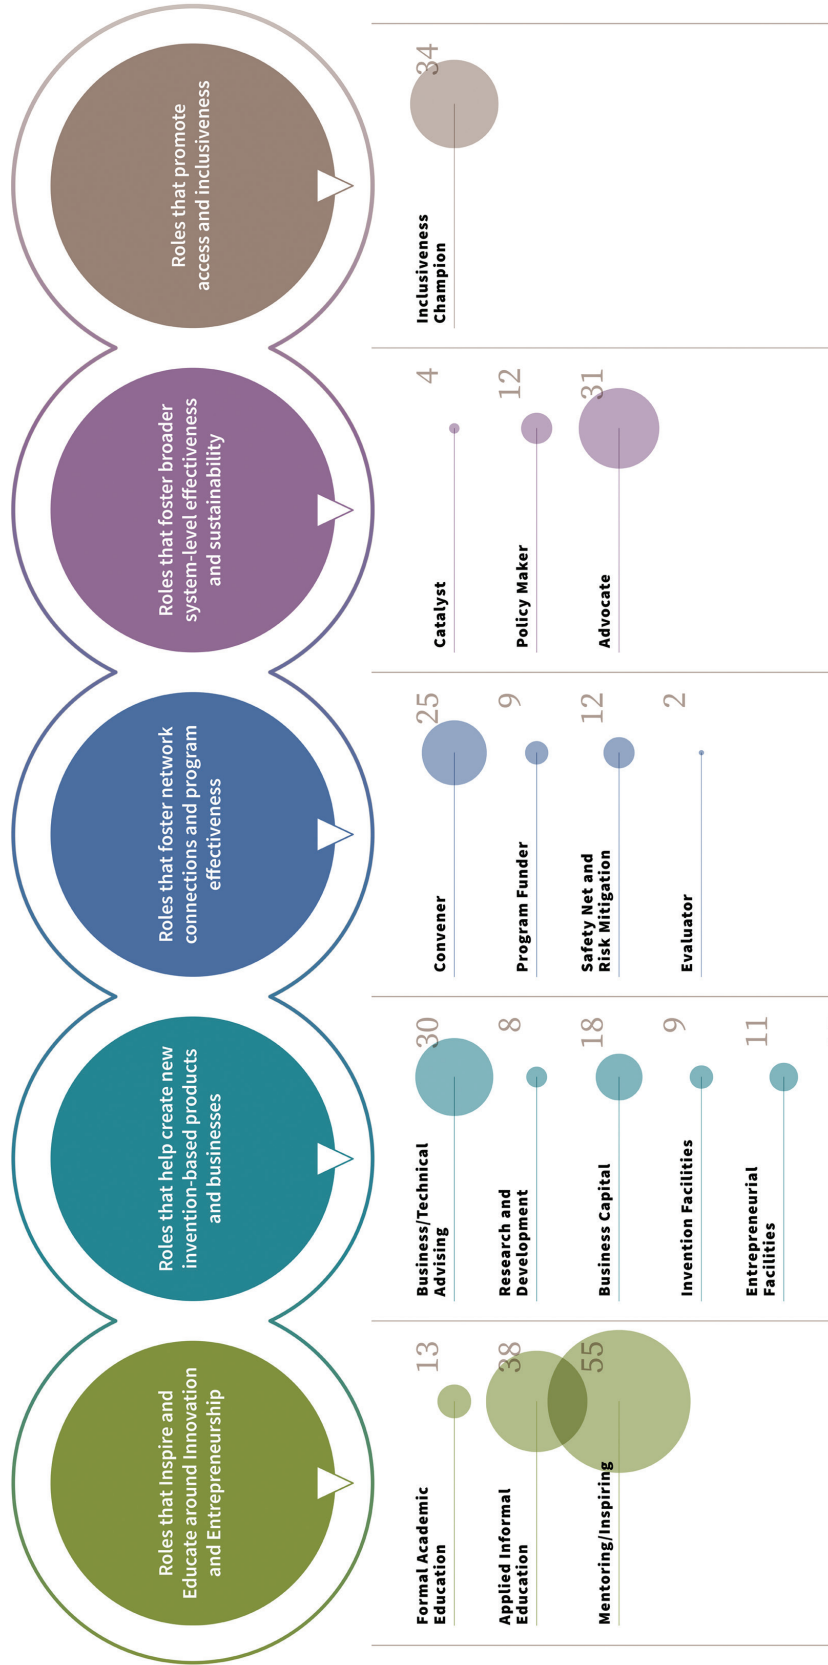 Roles that Inspire and
Educate around Innovation
and Entrepreneurship
Formal Academic
Education
13
Applied Informal
Education
38
Mentoring/Inspiring
55
Roles that help create new
invention-based products
and businesses
Business/Technical
Advising
30
Research and
Development
8
Business Capital
18
Invention Facilities
9
Entrepreneurial
Facilities
11
Roles that foster network
connections and program
effectiveness
Convener
25
Program Funder
9
Safety Net and
Risk Mitigation
12
Evaluator
2
Roles that foster broader
system-level effectiveness
and sustainability
Catalyst
4
Policy Maker
12
Advocate
31
Roles that promote
access and inclusiveness
Inclusiveness
Champion
34